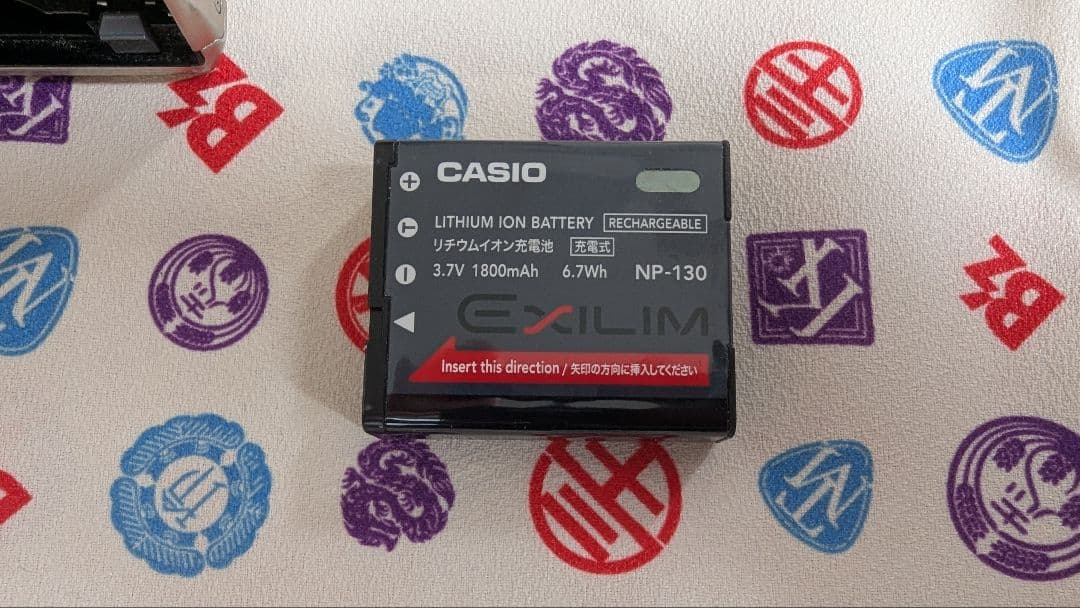 B'z
CASIO
LITHIUM ION BATTERY RECHARGEABLE
リチウムイオン充電池 充電式
3.7V 1800mAh 6.7Wh NP-130
EXILIM
Insert this direction / 矢印の方向に挿入してください
B'z